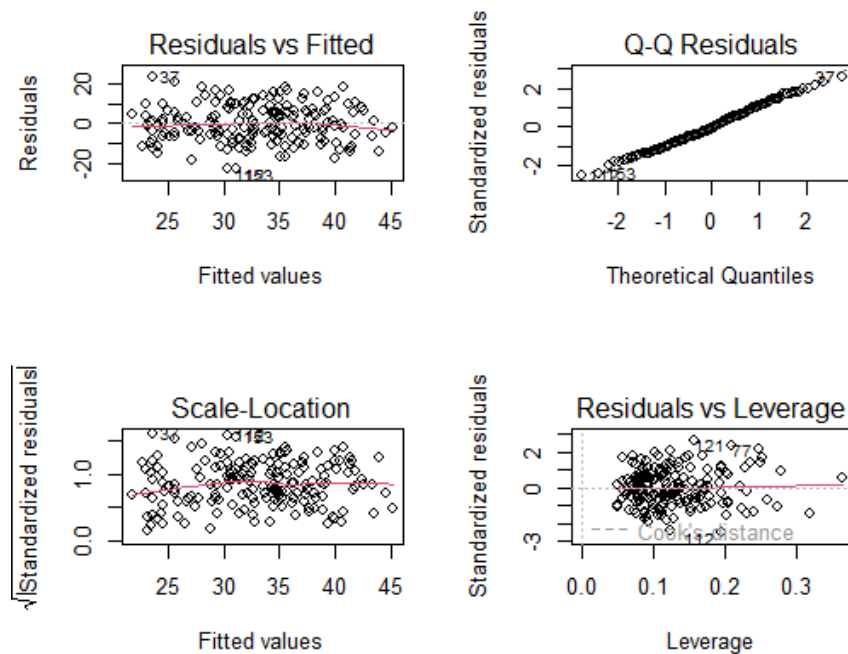 Residuals vs Fitted
Residuals
20
0
-20
37
25 30 35 40 45
Fitted values
Q-Q Residuals
Standardized residuals
2
0
-2
37
-2 -1 0 1 2
Theoretical Quantiles
Scale-Location
√|Standardized residuals|
1.0
0.0
37
25 30 35 40 45
Fitted values
Residuals vs Leverage
Standardized residuals
2
0
-3
121
77
112
Cook's distance
0.0 0.1 0.2 0.3
Leverage